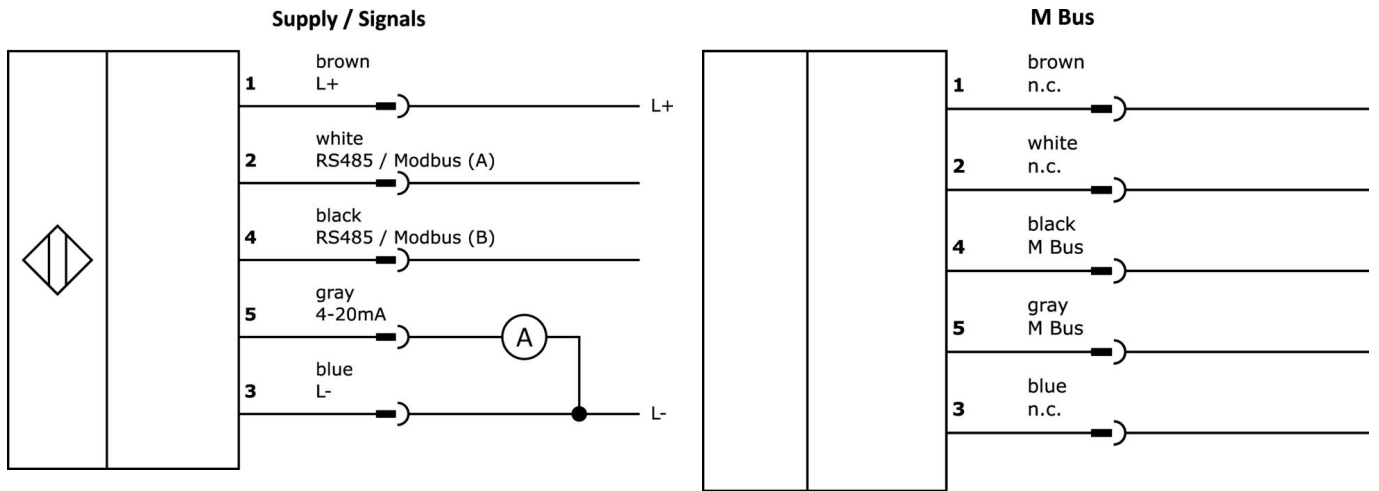 Supply / Signals
brown
1 L+
L+
white
2 RS485 / Modbus (A)
black
4 RS485 / Modbus (B)
gray
5 4-20mA
A
blue
3 L-
L-
M Bus
brown
1 n.c.
white
2 n.c.
black
4 M Bus
gray
5 M Bus
blue
3 n.c.